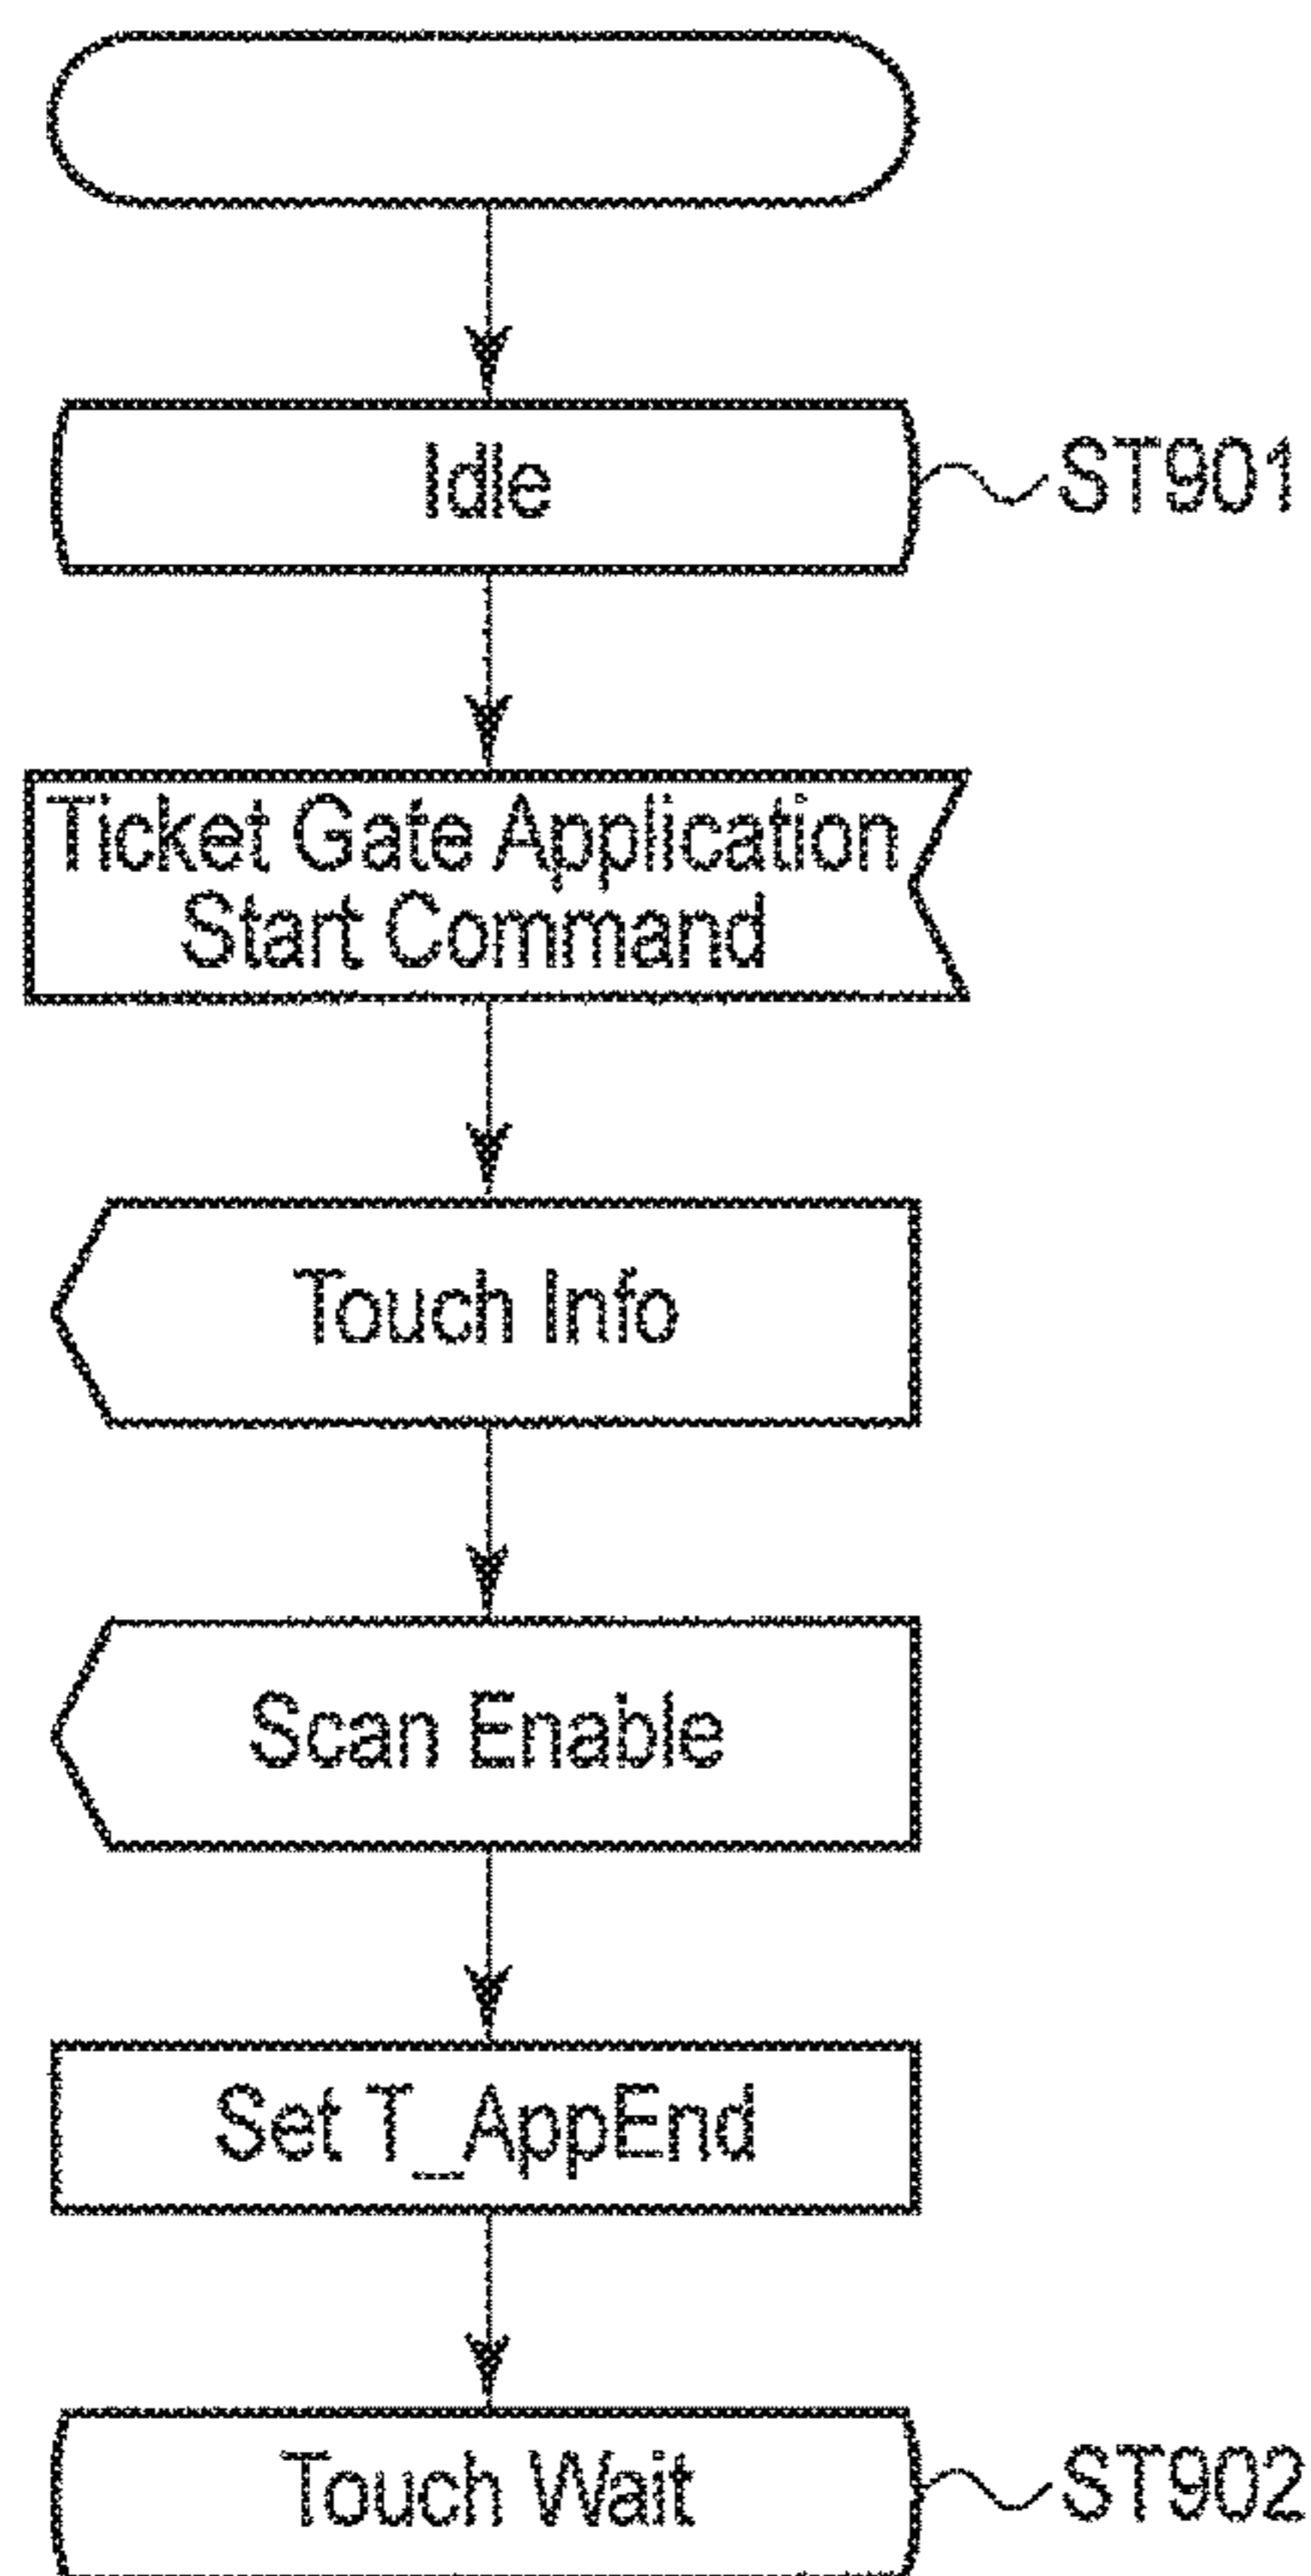 Idle
ST901
Ticket Gate Application
Start Command
Touch Info
Scan Enable
Set T_AppEnd
Touch Wait
ST902